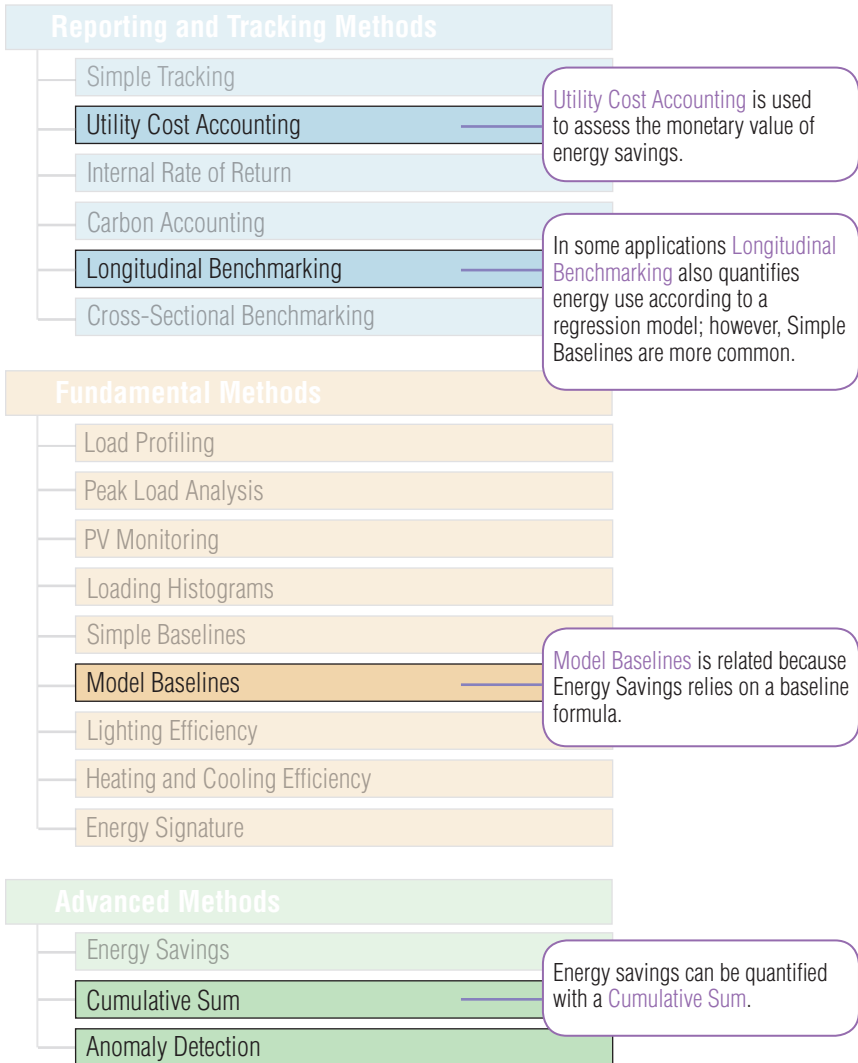 Reporting and Tracking Methods
Simple Tracking
Utility Cost Accounting
Utility Cost Accounting is used
to assess the monetary value of
energy savings.
Internal Rate of Return
Carbon Accounting
Longitudinal Benchmarking
In some applications Longitudinal
Benchmarking also quantifies
energy use according to a
regression model; however, Simple
Baselines are more common.
Cross-Sectional Benchmarking
Fundamental Methods
Load Profiling
Peak Load Analysis
PV Monitoring
Loading Histograms
Simple Baselines
Model Baselines
Model Baselines is related because
Energy Savings relies on a baseline
formula.
Lighting Efficiency
Heating and Cooling Efficiency
Energy Signature
Advanced Methods
Energy Savings
Cumulative Sum
Energy savings can be quantified
with a Cumulative Sum.
Anomaly Detection